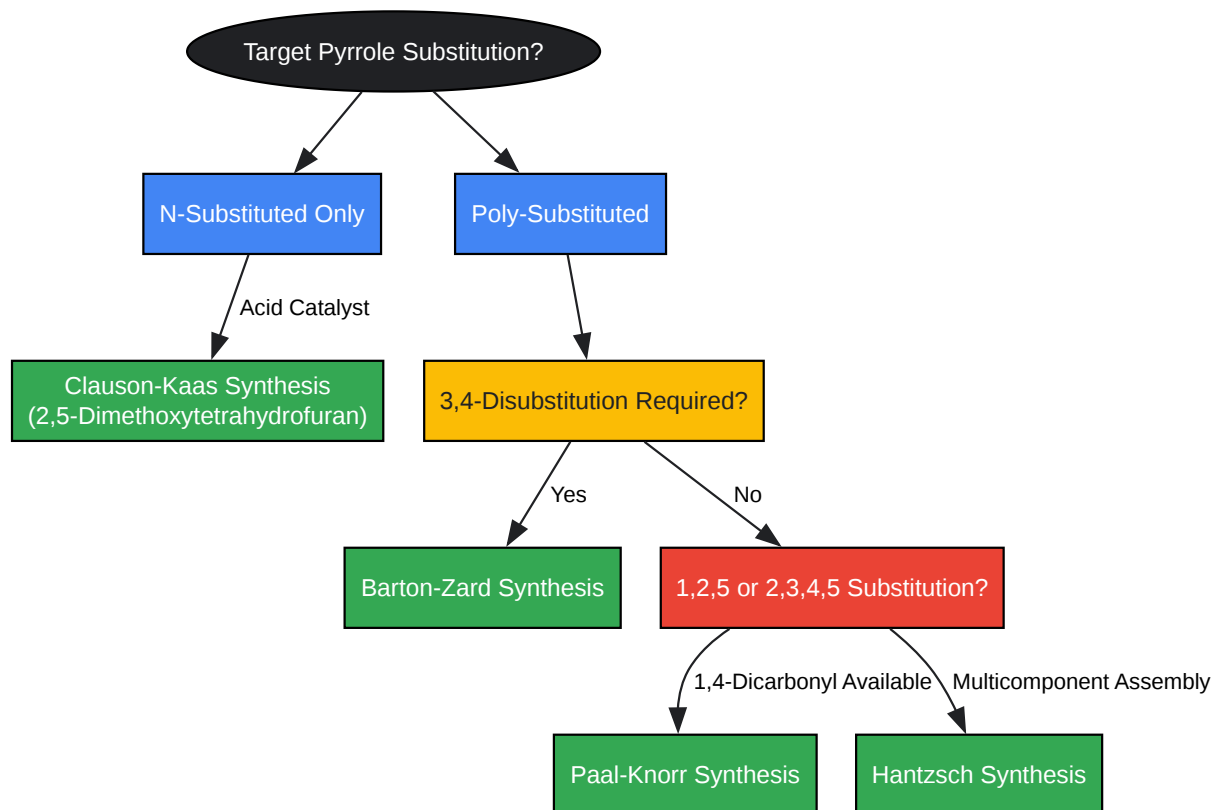 Target Pyrrole Substitution?
N-Substituted Only
Poly-Substituted
Acid Catalyst
Clauson-Kaas Synthesis
(2,5-Dimethoxytetrahydrofuran)
3,4-Disubstitution Required?
Yes
No
Barton-Zard Synthesis
1,2,5 or 2,3,4,5 Substitution?
1,4-Dicarbonyl Available
Multicomponent Assembly
Paal-Knorr Synthesis
Hantzsch Synthesis